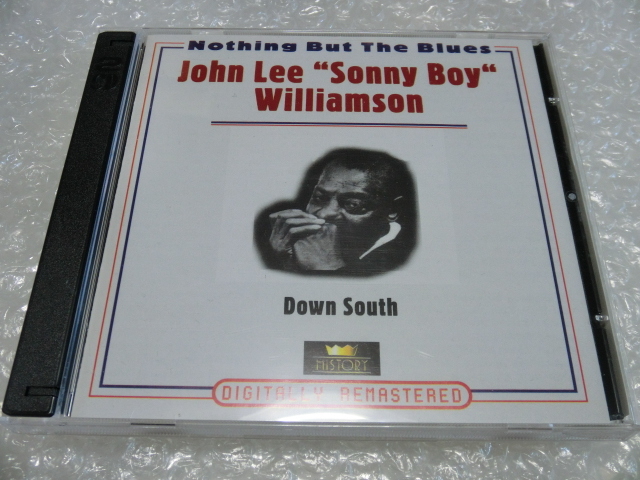 Nothing But The Blues
John Lee “Sonny Boy“
Williamson
Down South
HISTORY
DIGITALLY REMASTERED